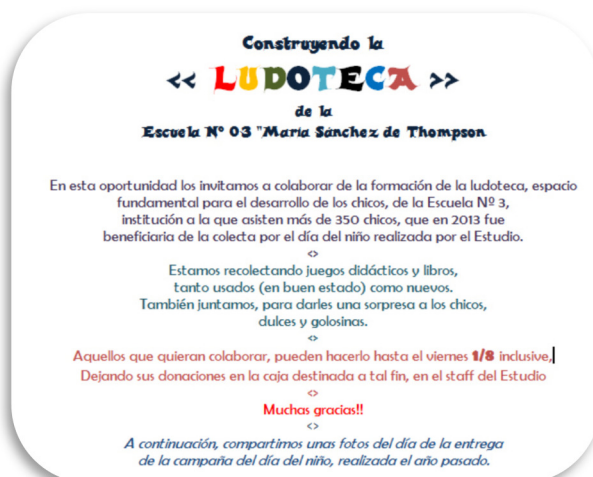 Construyendo la
<< LUDOTECA >>
de la
Escuela Nº 03 "María Sánchez de Thompson
En esta oportunidad los invitamos a colaborar de la formación de la ludoteca, espacio
fundamental para el desarrollo de los chicos, de la Escuela Nº 3,
institución a la que asisten más de 350 chicos, que en 2013 fue
beneficiaria de la colecta por el día del niño realizada por el Estudio.
<>
Estamos recolectando juegos didácticos y libros,
tanto usados (en buen estado) como nuevos.
También juntamos, para darles una sorpresa a los chicos,
dulces y golosinas.
<>
Aquellos que quieran colaborar, pueden hacerlo hasta el viernes 1/8 inclusive,
Dejando sus donaciones en la caja destinada a tal fin, en el staff del Estudio
<>
Muchas gracias!!
<>
A continuación, compartimos unas fotos del día de la entrega
de la campaña del día del niño, realizada el año pasado.